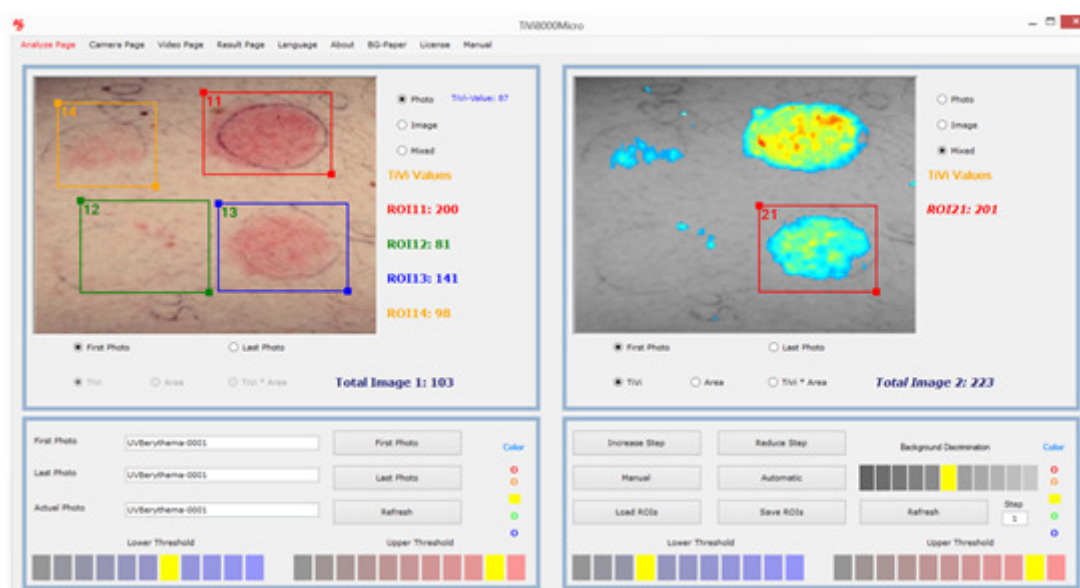 TiVi8000Micro
Analyze Page Camera Page Video Page Result Page Language About BG-Paper License Manual
14
11
12
13
Photo TiVi-Value: 87
Image
Mixed
TiVi Values
ROI11: 200
ROI12: 81
ROI13: 141
ROI14: 98
First Photo Last Photo
TiVi Area TiVi * Area Total Image 1: 103
21
Photo
Image
Mixed
TiVi Values
ROI21: 201
First Photo Last Photo
TiVi Area TiVi * Area Total Image 2: 223
First Photo UVBerythema-0001 First Photo Color
Last Photo UVBerythema-0001 Last Photo
Actual Photo UVBerythema-0001 Refresh
Lower Threshold Upper Threshold
Increase Step Reduce Step Background Decrimination Color
Manual Automatic
Load ROIs Save ROIs Refresh Step
1
Lower Threshold Upper Threshold